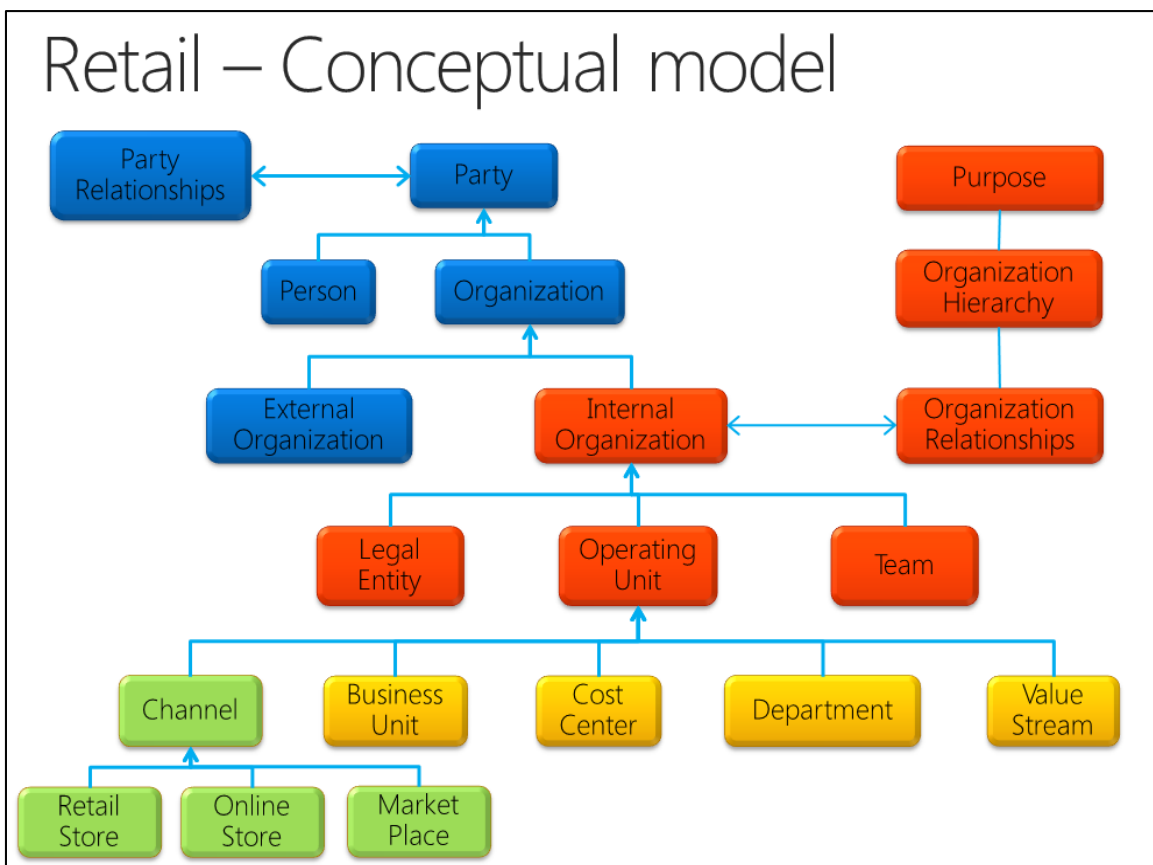 Retail – Conceptual model
Party
Relationships
Party
Purpose
Person
Organization
Organization
Hierarchy
External
Organization
Internal
Organization
Organization
Relationships
Legal
Entity
Operating
Unit
Team
Channel
Business
Unit
Cost
Center
Department
Value
Stream
Retail
Store
Online
Store
Market
Place